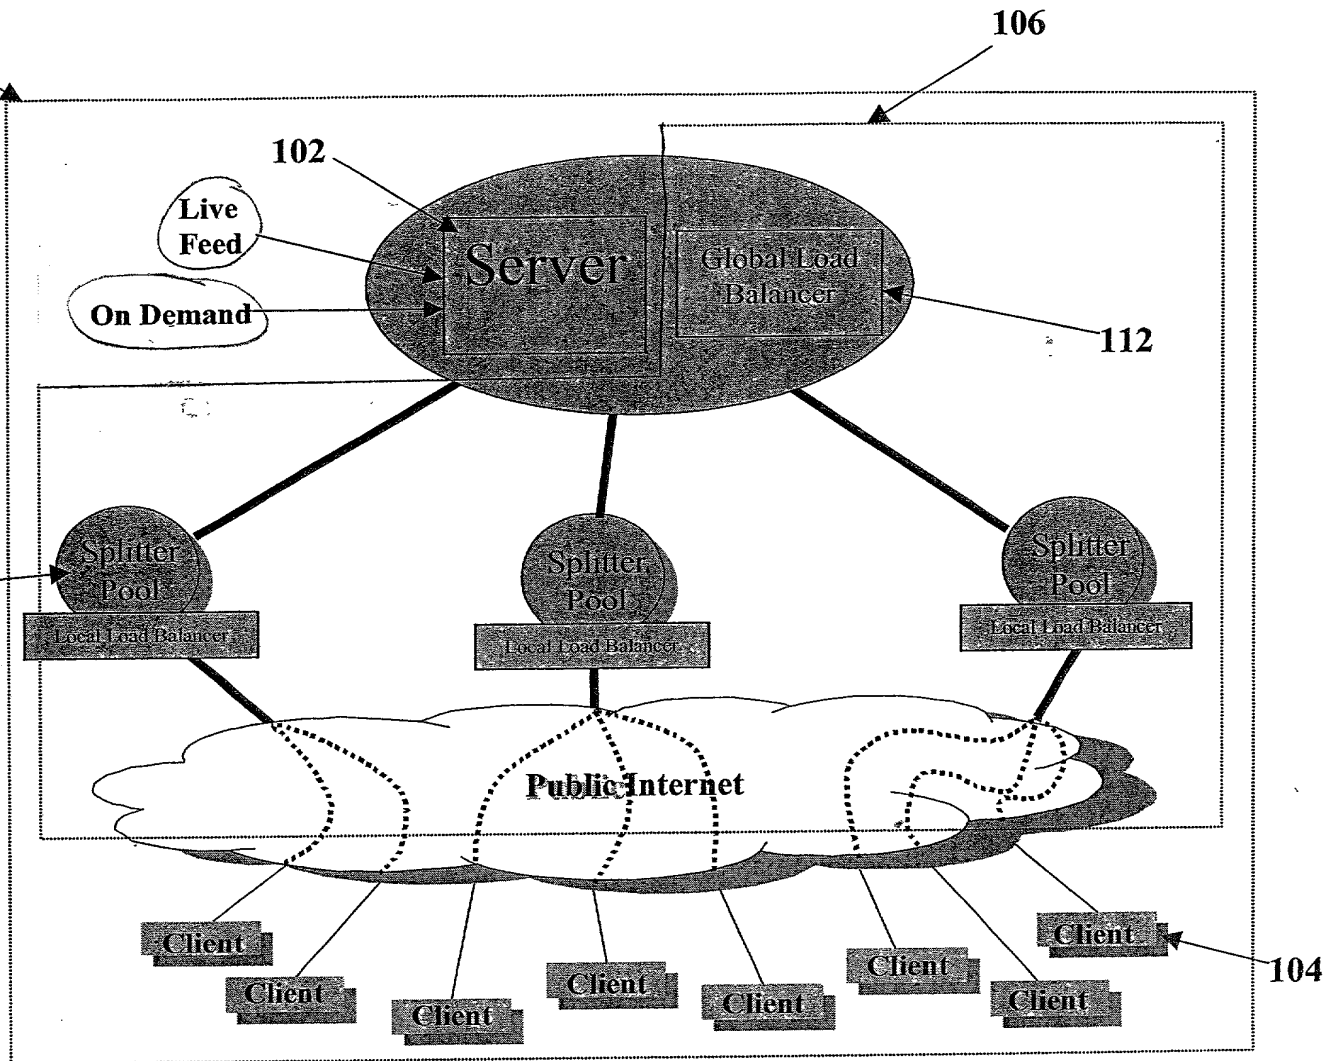 106
102
Live
Feed
Server
Global Load
Balancer
On Demand
112
Splitter
Pool
Local Load Balancer
Splitter
Pool
Local Load Balancer
Splitter
Pool
Local Load Balancer
Public Internet
Client
Client
Client
Client
Client
Client
Client
Client
104